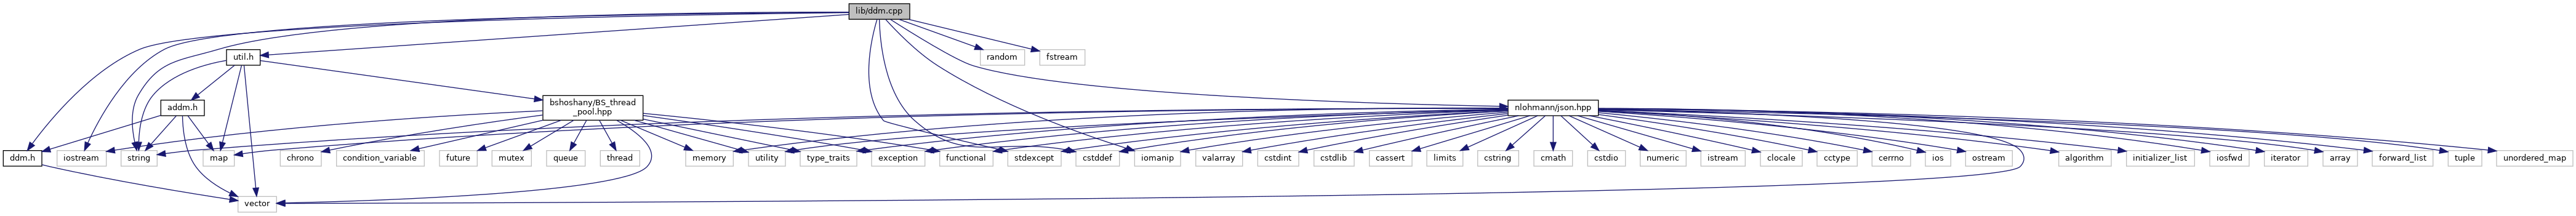 lib/ddm.cpp
util.h
random
fstream
addm.h
bshoshany/BS_thread
_pool.hpp
nlohmann/json.hpp
ddm.h
iostream
string
map
chrono
condition_variable
future
mutex
queue
thread
memory
utility
type_traits
exception
functional
stdexcept
cstddef
iomanip
valarray
cstdint
cstdlib
cassert
limits
cstring
cmath
cstdio
numeric
istream
clocale
cctype
cerrno
ios
ostream
algorithm
initializer_list
iosfwd
iterator
array
forward_list
tuple
unordered_map
vector